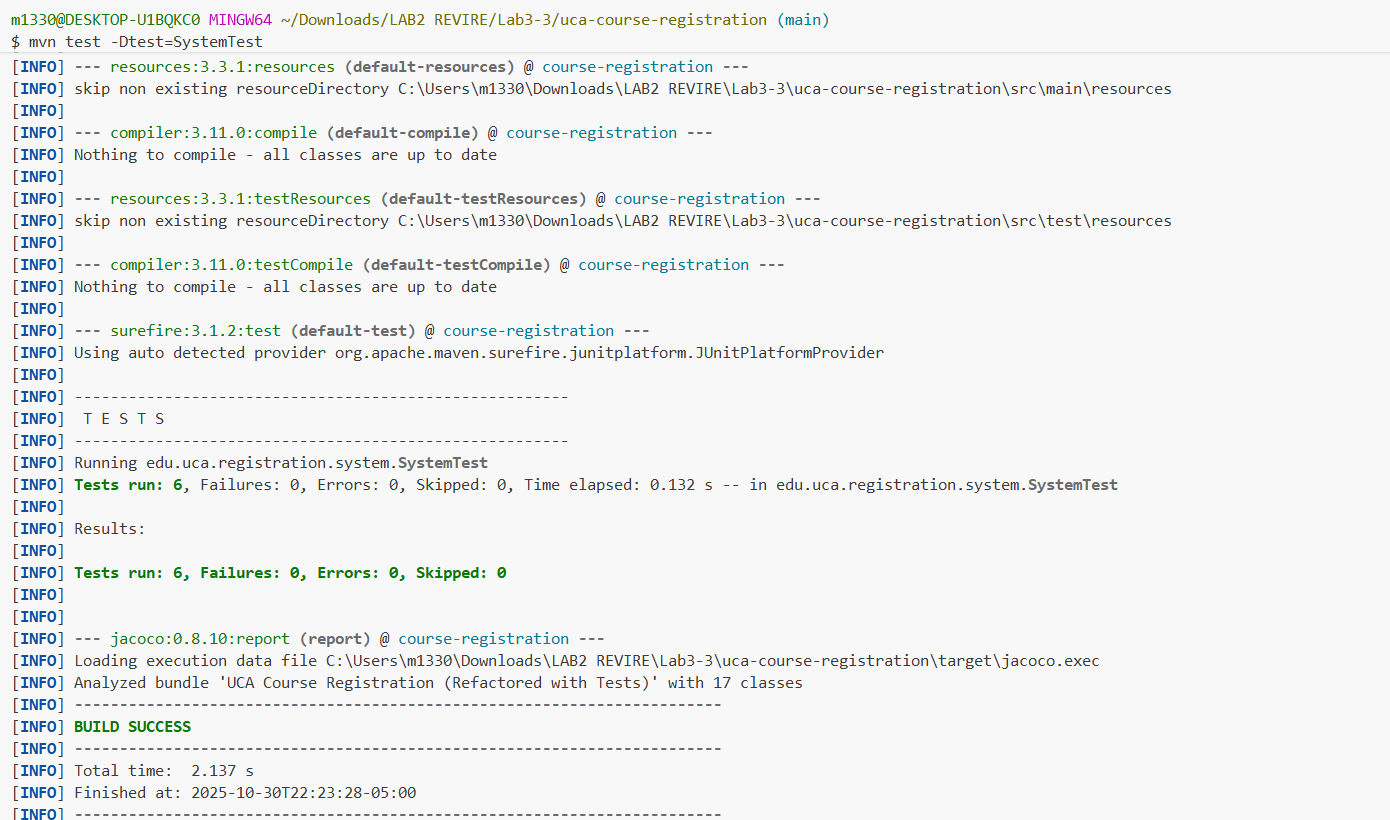 m1330@DESKTOP-U1BQKC0 MINGW64 ~/Downloads/LAB2 REVIRE/Lab3-3/uca-course-registration (main)
$ mvn test -Dtest=SystemTest
[INFO] --- resources:3.3.1:resources (default-resources) @ course-registration ---
[INFO] skip non existing resourceDirectory C:\Users\m1330\Downloads\LAB2 REVIRE\Lab3-3\uca-course-registration\src\main\resources
[INFO]
[INFO] --- compiler:3.11.0:compile (default-compile) @ course-registration ---
[INFO] Nothing to compile - all classes are up to date
[INFO]
[INFO] --- resources:3.3.1:testResources (default-testResources) @ course-registration ---
[INFO] skip non existing resourceDirectory C:\Users\m1330\Downloads\LAB2 REVIRE\Lab3-3\uca-course-registration\src\test\resources
[INFO]
[INFO] --- compiler:3.11.0:testCompile (default-testCompile) @ course-registration ---
[INFO] Nothing to compile - all classes are up to date
[INFO]
[INFO] --- surefire:3.1.2:test (default-test) @ course-registration ---
[INFO] Using auto detected provider org.apache.maven.surefire.junitplatform.JUnitPlatformProvider
[INFO]
[INFO] -------------------------------------------------------
[INFO]  T E S T S
[INFO] -------------------------------------------------------
[INFO] Running edu.uca.registration.system.SystemTest
[INFO] Tests run: 6, Failures: 0, Errors: 0, Skipped: 0, Time elapsed: 0.132 s -- in edu.uca.registration.system.SystemTest
[INFO]
[INFO] Results:
[INFO]
[INFO] Tests run: 6, Failures: 0, Errors: 0, Skipped: 0
[INFO]
[INFO]
[INFO] --- jacoco:0.8.10:report (report) @ course-registration ---
[INFO] Loading execution data file C:\Users\m1330\Downloads\LAB2 REVIRE\Lab3-3\uca-course-registration\target\jacoco.exec
[INFO] Analyzed bundle 'UCA Course Registration (Refactored with Tests)' with 17 classes
[INFO] ------------------------------------------------------------------------
[INFO] BUILD SUCCESS
[INFO] ------------------------------------------------------------------------
[INFO] Total time:  2.137 s
[INFO] Finished at: 2025-10-30T22:23:28-05:00
[INFO] ------------------------------------------------------------------------